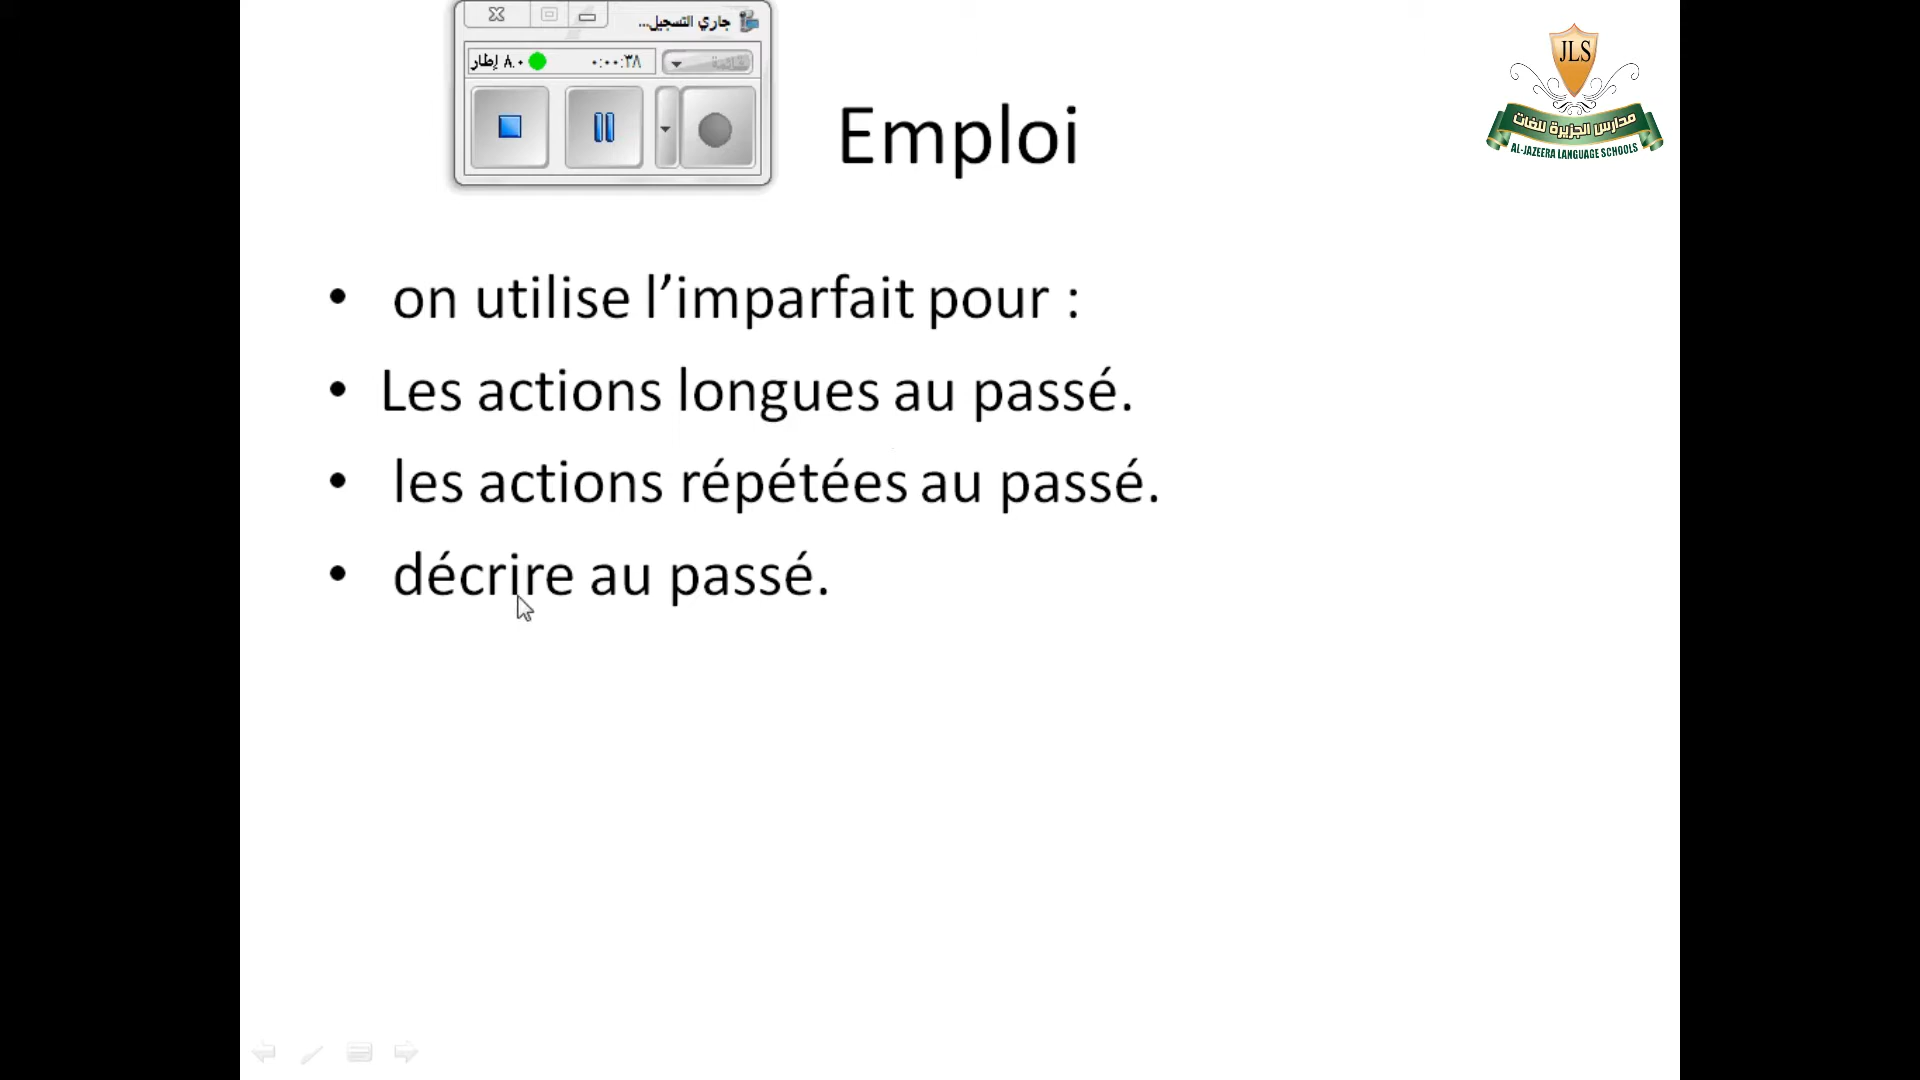 جاري التسجيل...
٨.٠ إطار
٠:٠٠:٣٨
قائمة
JLS
مدارس الجزيرة للغات
AL-JAZEERA LANGUAGE SCHOOLS
Emploi
• on utilise l’imparfait pour :
• Les actions longues au passé.
• les actions répétées au passé.
• décrire au passé.